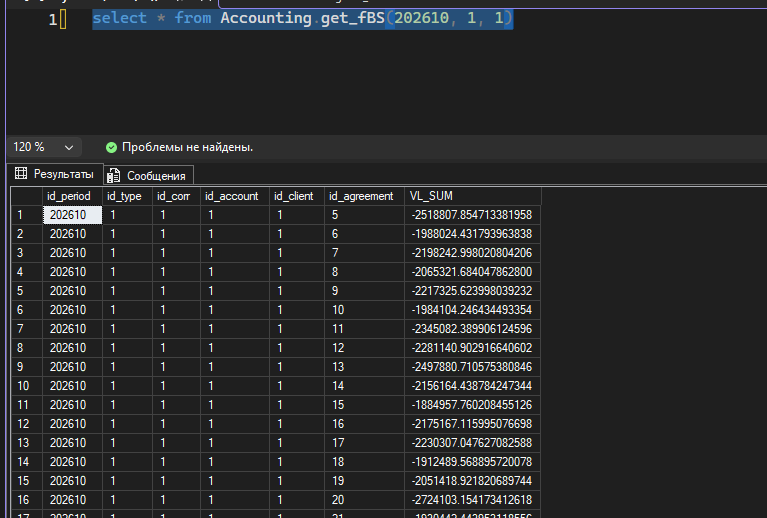 1 select * from Accounting.get_fBS(202610, 1, 1)
120 % Проблемы не найдены.
Результаты Сообщения
id_period id_type id_corr id_account id_client id_agreement VL_SUM
1 202610 1 1 1 1 5 -2518807.854713381958
2 202610 1 1 1 1 6 -1988024.431793963838
3 202610 1 1 1 1 7 -2198242.998020804206
4 202610 1 1 1 1 8 -2065321.684047862800
5 202610 1 1 1 1 9 -2217325.623998039232
6 202610 1 1 1 1 10 -1984104.246434493354
7 202610 1 1 1 1 11 -2345082.389906124596
8 202610 1 1 1 1 12 -2281140.902916640602
9 202610 1 1 1 1 13 -2497880.710575380846
10 202610 1 1 1 1 14 -2156164.438784247344
11 202610 1 1 1 1 15 -1884957.760208455126
12 202610 1 1 1 1 16 -2175167.115995076698
13 202610 1 1 1 1 17 -2230307.047627082588
14 202610 1 1 1 1 18 -1912489.568895720078
15 202610 1 1 1 1 19 -2051418.921820689744
16 202610 1 1 1 1 20 -2724103.154173412618